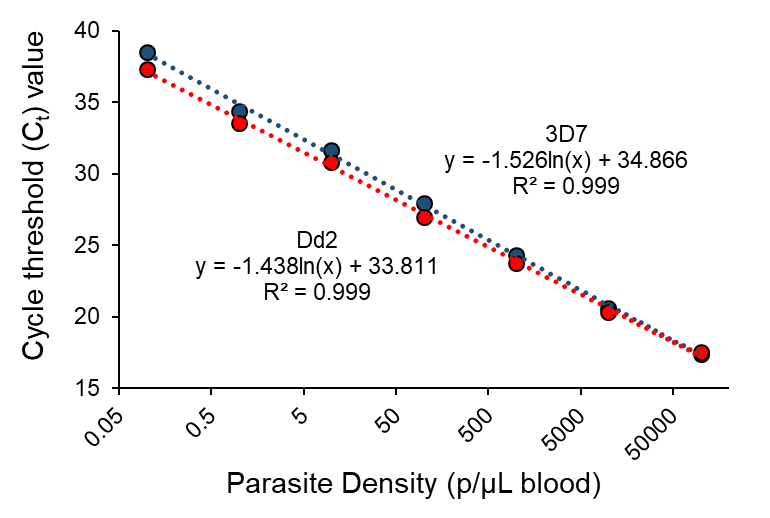 Cycle threshold (Cₜ) value
40
35
30
25
20
15
3D7
y = -1.526ln(x) + 34.866
R² = 0.999
Dd2
y = -1.438ln(x) + 33.811
R² = 0.999
0.05
0.5
5
50
500
5000
50000
Parasite Density (p/µL blood)